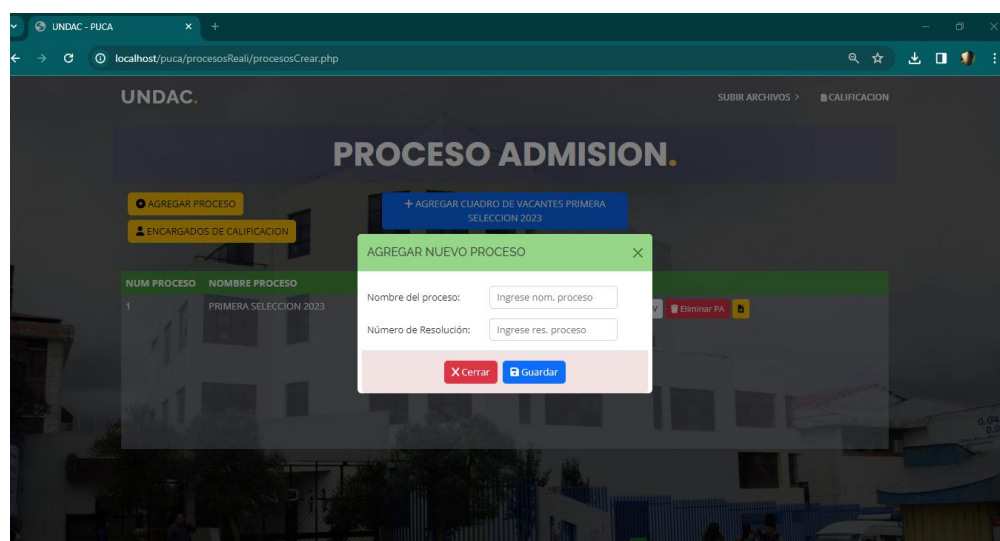 UNDAC - PUCA
localhost/puca/procesosReali/procesosCrear.php
UNDAC.
SUBIR ARCHIVOS >
CALIFICACION
PROCESO ADMISION.
AGREGAR PROCESO
ENCARGADOS DE CALIFICACION
+ AGREGAR CUADRO DE VACANTES PRIMERA
SELECCION 2023
AGREGAR NUEVO PROCESO
NUM PROCESO NOMBRE PROCESO
1 PRIMERA SELECCION 2023
Nombre del proceso: Ingrese nom. proceso
V Eliminar PA
Número de Resolución: Ingrese res. proceso
X Cerrar Guardar